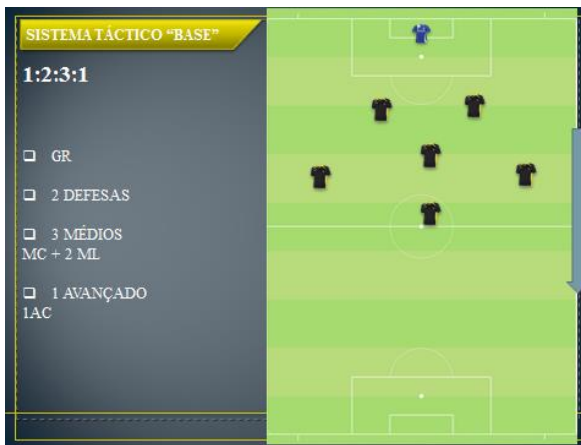 SISTEMA TÁCTICO “BASE”
1:2:3:1
GR
2 DEFESAS
3 MÉDIOS
MC + 2 ML
1 AVANÇADO
1AC